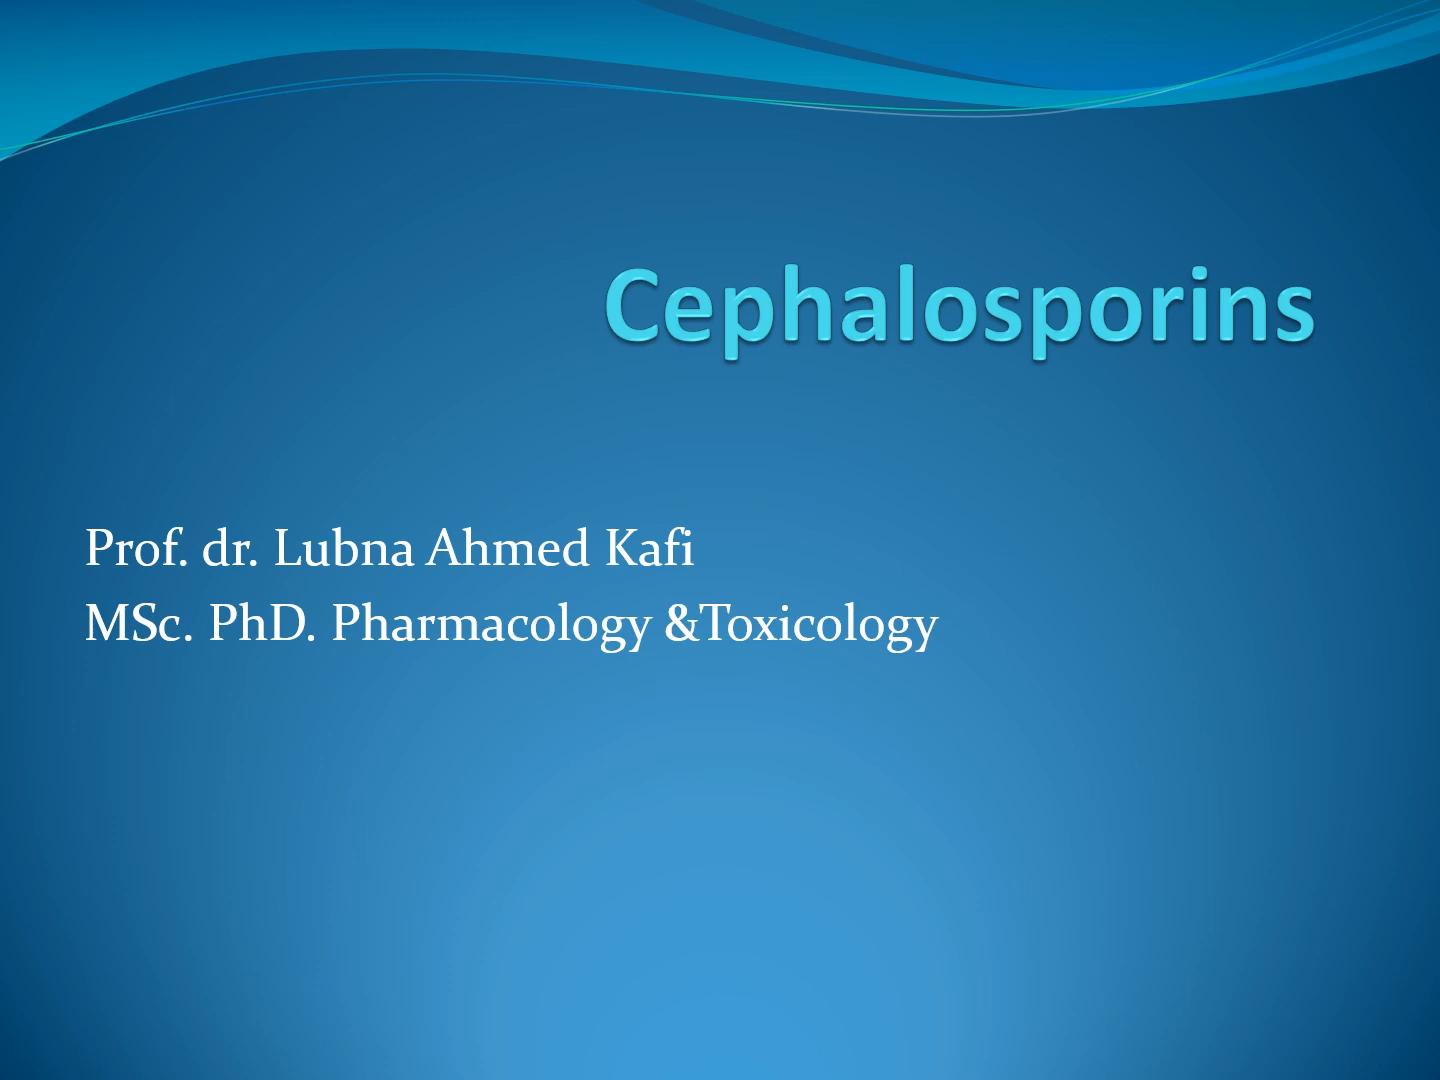 Cephalosporins
Prof. dr. Lubna Ahmed Kafi
MSc. PhD. Pharmacology &Toxicology